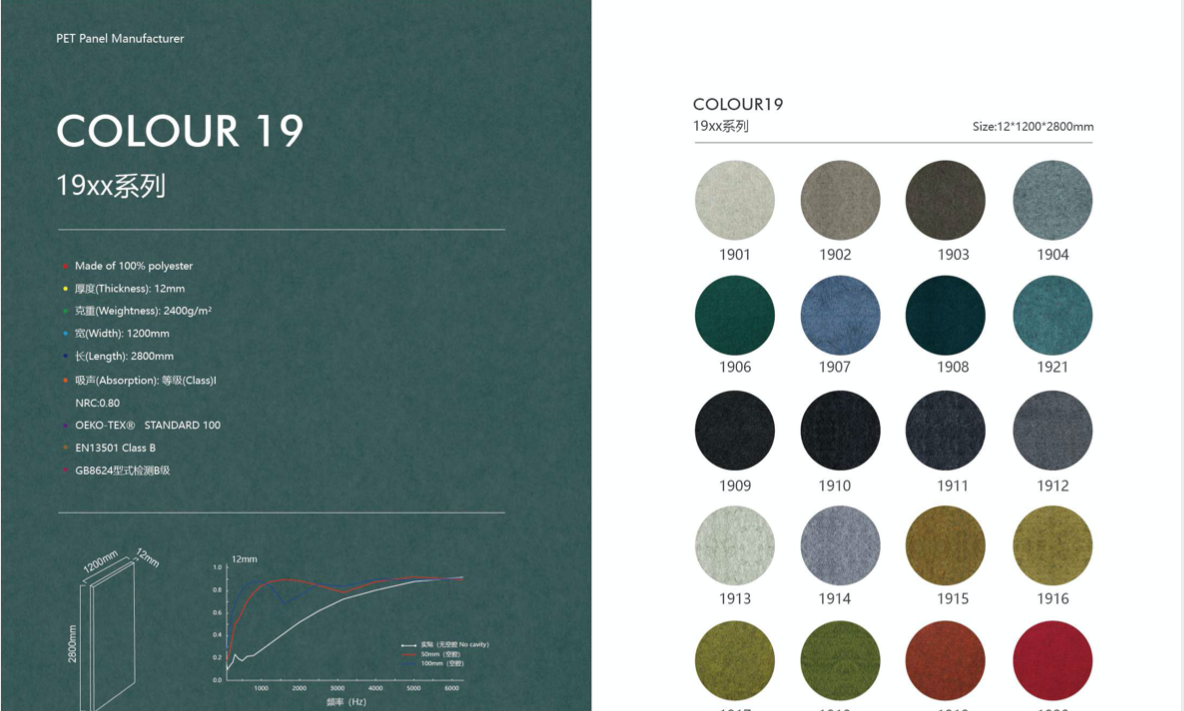 PET Panel Manufacturer
COLOUR 19
19xx系列
Made of 100% polyester
厚度(Thickness): 12mm
克重(Weightness): 2400g/m²
宽(Width): 1200mm
长(Length): 2800mm
吸声(Absorption): 等级(Class)I
NRC:0.80
OEKO-TEX® STANDARD 100
EN13501 Class B
GB8624型式检测B级
1200mm
12mm
2800mm
12mm
1.0
0.8
0.6
0.4
0.2
0.0
1000 2000 3000 4000 5000 6000
频率（Hz）
实贴（无空腔 No cavity)
50mm（空腔）
100mm（空腔）
COLOUR19
19xx系列
Size:12*1200*2800mm
1901 1902 1903 1904
1906 1907 1908 1921
1909 1910 1911 1912
1913 1914 1915 1916